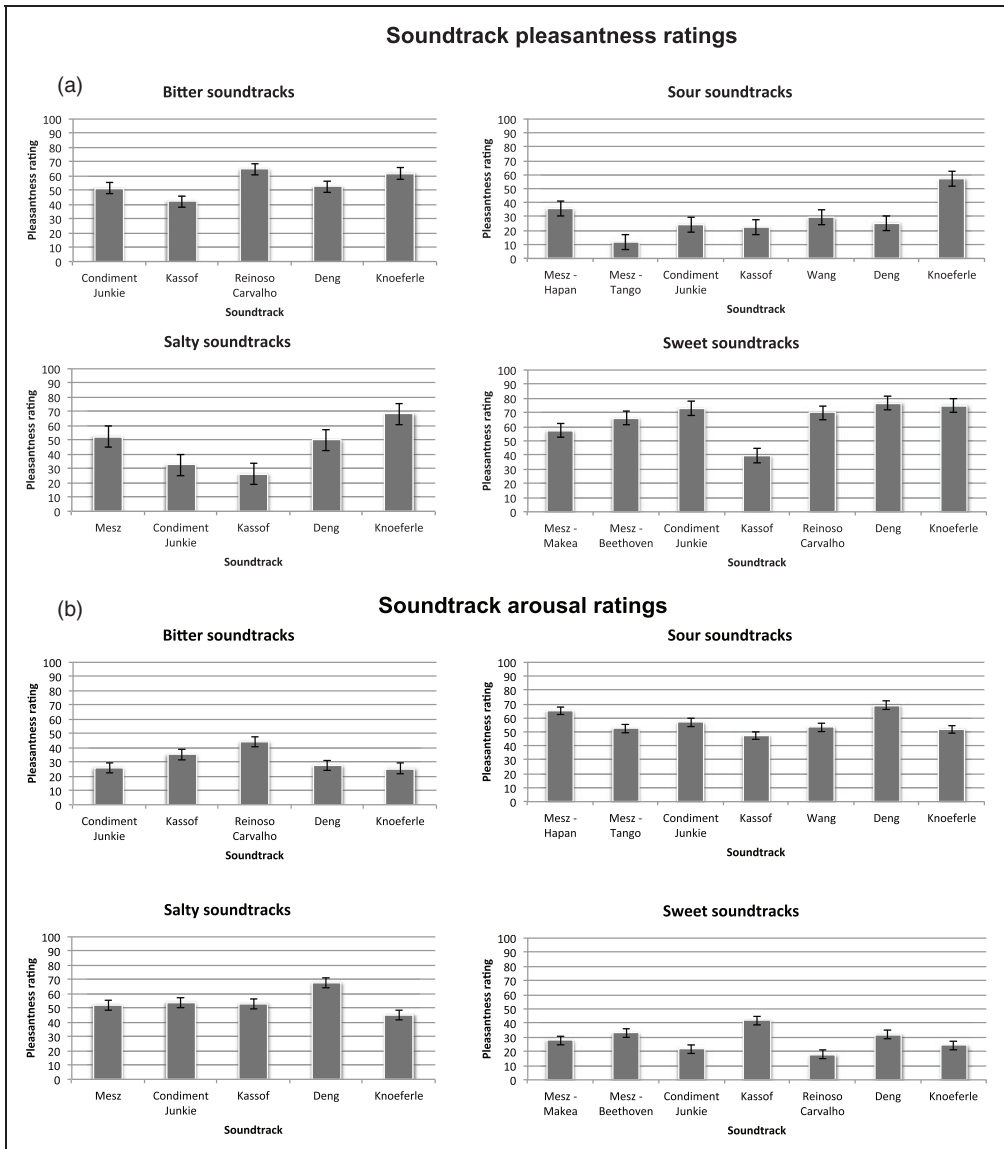 Soundtrack pleasantness ratings
(a)
Bitter soundtracks
Pleasantness rating
100
90
80
70
60
50
40
30
20
10
0
Condiment Junkie
Kassof
Reinoso Carvalho
Deng
Knoeferle
Soundtrack
Sour soundtracks
Pleasantness rating
100
90
80
70
60
50
40
30
20
10
0
Mesz - Hapan
Mesz - Tango
Condiment Junkie
Kassof
Wang
Deng
Knoeferle
Soundtrack
Salty soundtracks
Pleasantness rating
100
90
80
70
60
50
40
30
20
10
0
Mesz
Condiment Junkie
Kassof
Deng
Knoeferle
Soundtrack
Sweet soundtracks
Pleasantness rating
100
90
80
70
60
50
40
30
20
10
0
Mesz - Makea
Mesz - Beethoven
Condiment Junkie
Kassof
Reinoso Carvalho
Deng
Knoeferle
Soundtrack
(b)
Soundtrack arousal ratings
Bitter soundtracks
Pleasantness rating
100
90
80
70
60
50
40
30
20
10
0
Condiment Junkie
Kassof
Reinoso Carvalho
Deng
Knoeferle
Soundtrack
Sour soundtracks
Pleasantness rating
100
90
80
70
60
50
40
30
20
10
0
Mesz - Hapan
Mesz - Tango
Condiment Junkie
Kassof
Wang
Deng
Knoeferle
Soundtrack
Salty soundtracks
Pleasantness rating
100
90
80
70
60
50
40
30
20
10
0
Mesz
Condiment Junkie
Kassof
Deng
Knoeferle
Soundtrack
Sweet soundtracks
Pleasantness rating
100
90
80
70
60
50
40
30
20
10
0
Mesz - Makea
Mesz - Beethoven
Condiment Junkie
Kassof
Reinoso Carvalho
Deng
Knoeferle
Soundtrack